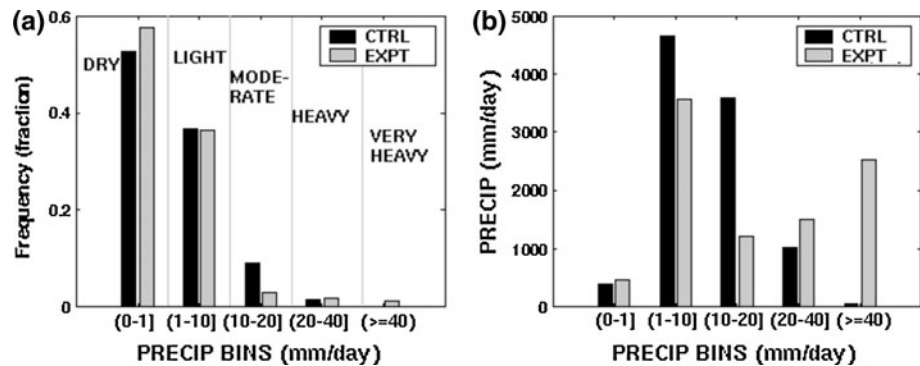 (a)
0.6
0.4
0.2
0
Frequency (fraction)
DRY
LIGHT
MODE-
RATE
HEAVY
VERY
HEAVY
CTRL
EXPT
(0-1] (1-10] (10-20] (20-40] (>=40)
PRECIP BINS (mm/day)
(b)
5000
4000
3000
2000
1000
0
PRECIP (mm/day)
CTRL
EXPT
(0-1] (1-10] (10-20] (20-40] (>=40)
PRECIP BINS (mm/day)